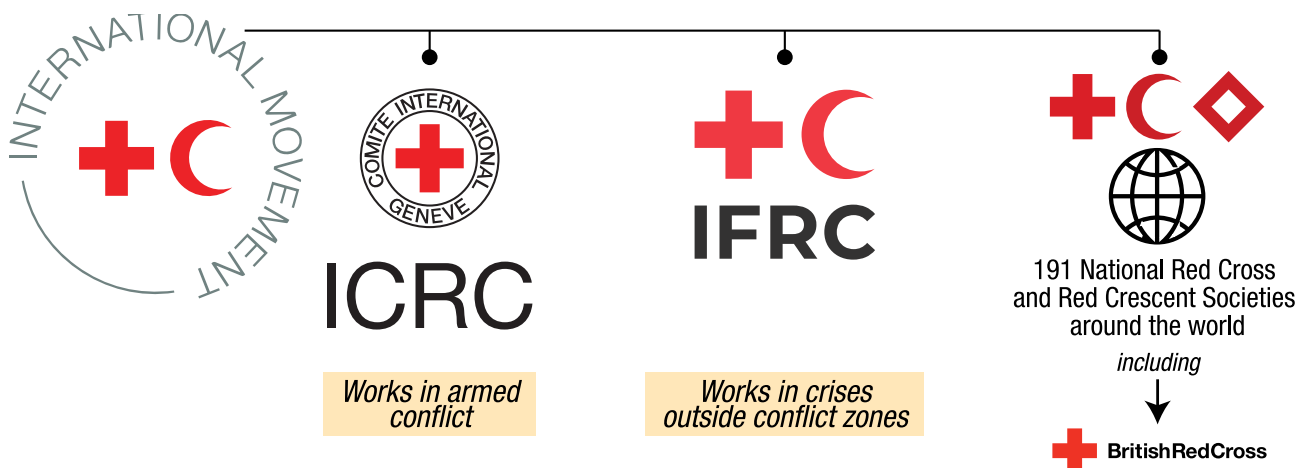 INTERNATIONAL MOVEMENT
COMITE INTERNATIONAL
GENEVE
ICRC
Works in armed
conflict
IFRC
Works in crises
outside conflict zones
191 National Red Cross
and Red Crescent Societies
around the world
including
BritishRedCross